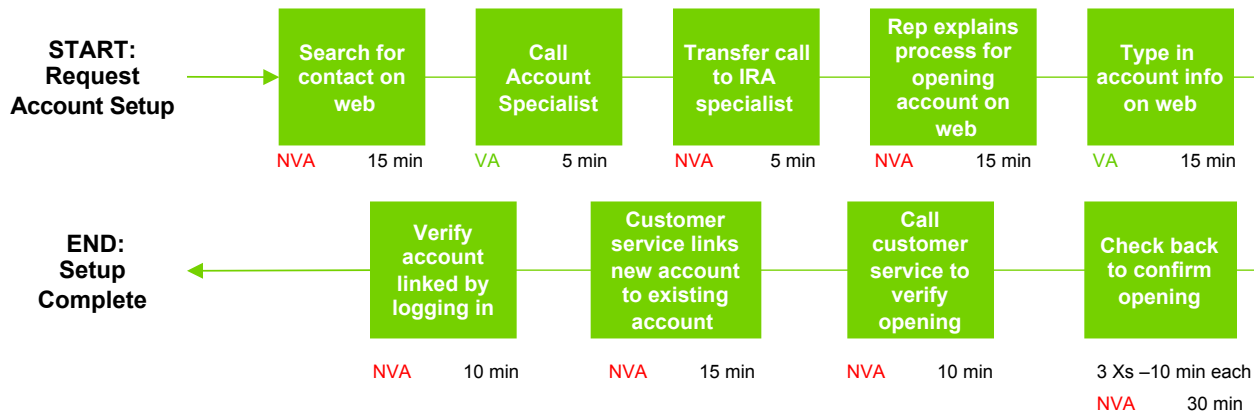 START:
Request
Account Setup
Search for
contact on
web
NVA 15 min
Call
Account
Specialist
VA 5 min
Transfer call
to IRA
specialist
NVA 5 min
Rep explains
process for
opening
account on
web
NVA 15 min
Type in
account info
on web
VA 15 min
END:
Setup
Complete
Verify
account
linked by
logging in
NVA 10 min
Customer
service links
new account
to existing
account
NVA 15 min
Call
customer
service to
verify
opening
NVA 10 min
Check back
to confirm
opening
3 Xs –10 min each
NVA 30 min